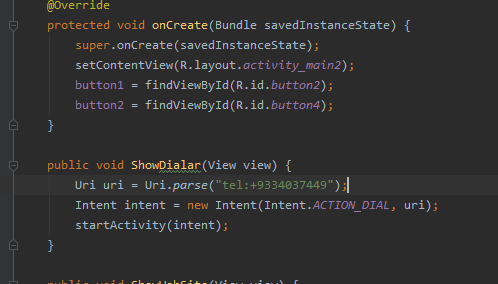 @Override
protected void onCreate(Bundle savedInstanceState) {
super.onCreate(savedInstanceState);
setContentView(R.layout.activity_main2);
button1 = findViewById(R.id.button2);
button2 = findViewById(R.id.button4);
}
public void ShowDialar(View view) {
Uri uri = Uri.parse("tel:+9334037449");
Intent intent = new Intent(Intent.ACTION_DIAL, uri);
startActivity(intent);
}
public void ShowWebSite(View view) {